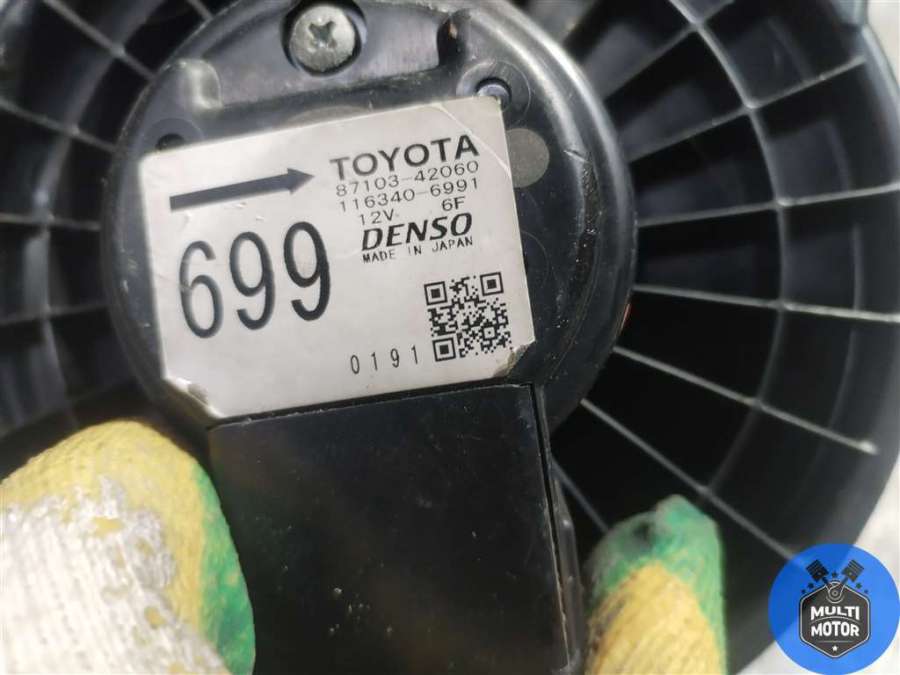 TOYOTA
87103-42060
116340-6991
12V 6F
DENSO
MADE IN JAPAN
699
0191
MULTI
MOTOR